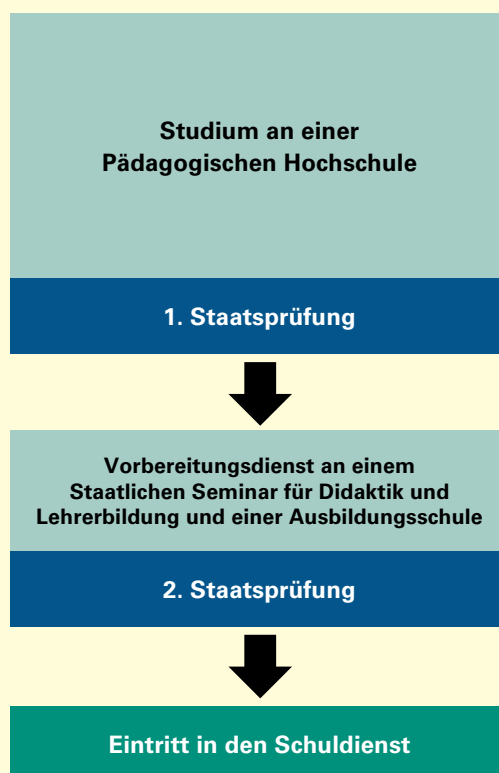 Studium an einer
Pädagogischen Hochschule
1. Staatsprüfung
Vorbereitungsdienst an einem
Staatlichen Seminar für Didaktik und
Lehrerbildung und einer Ausbildungsschule
2. Staatsprüfung
Eintritt in den Schuldienst